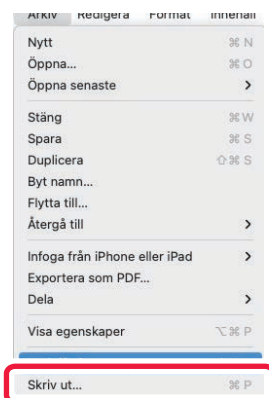 Arkiv Redigera Format Innehåll
Nytt ⌘ N
Öppna... ⌘ O
Öppna senaste >
Stäng ⌘ W
Spara ⌘ S
Duplicera ⇧ ⌘ S
Byt namn...
Flytta till...
Återgå till >
Infoga från iPhone eller iPad >
Exportera som PDF...
Dela >
Visa egenskaper ⌥ ⌘ P
Skriv ut... ⌘ P